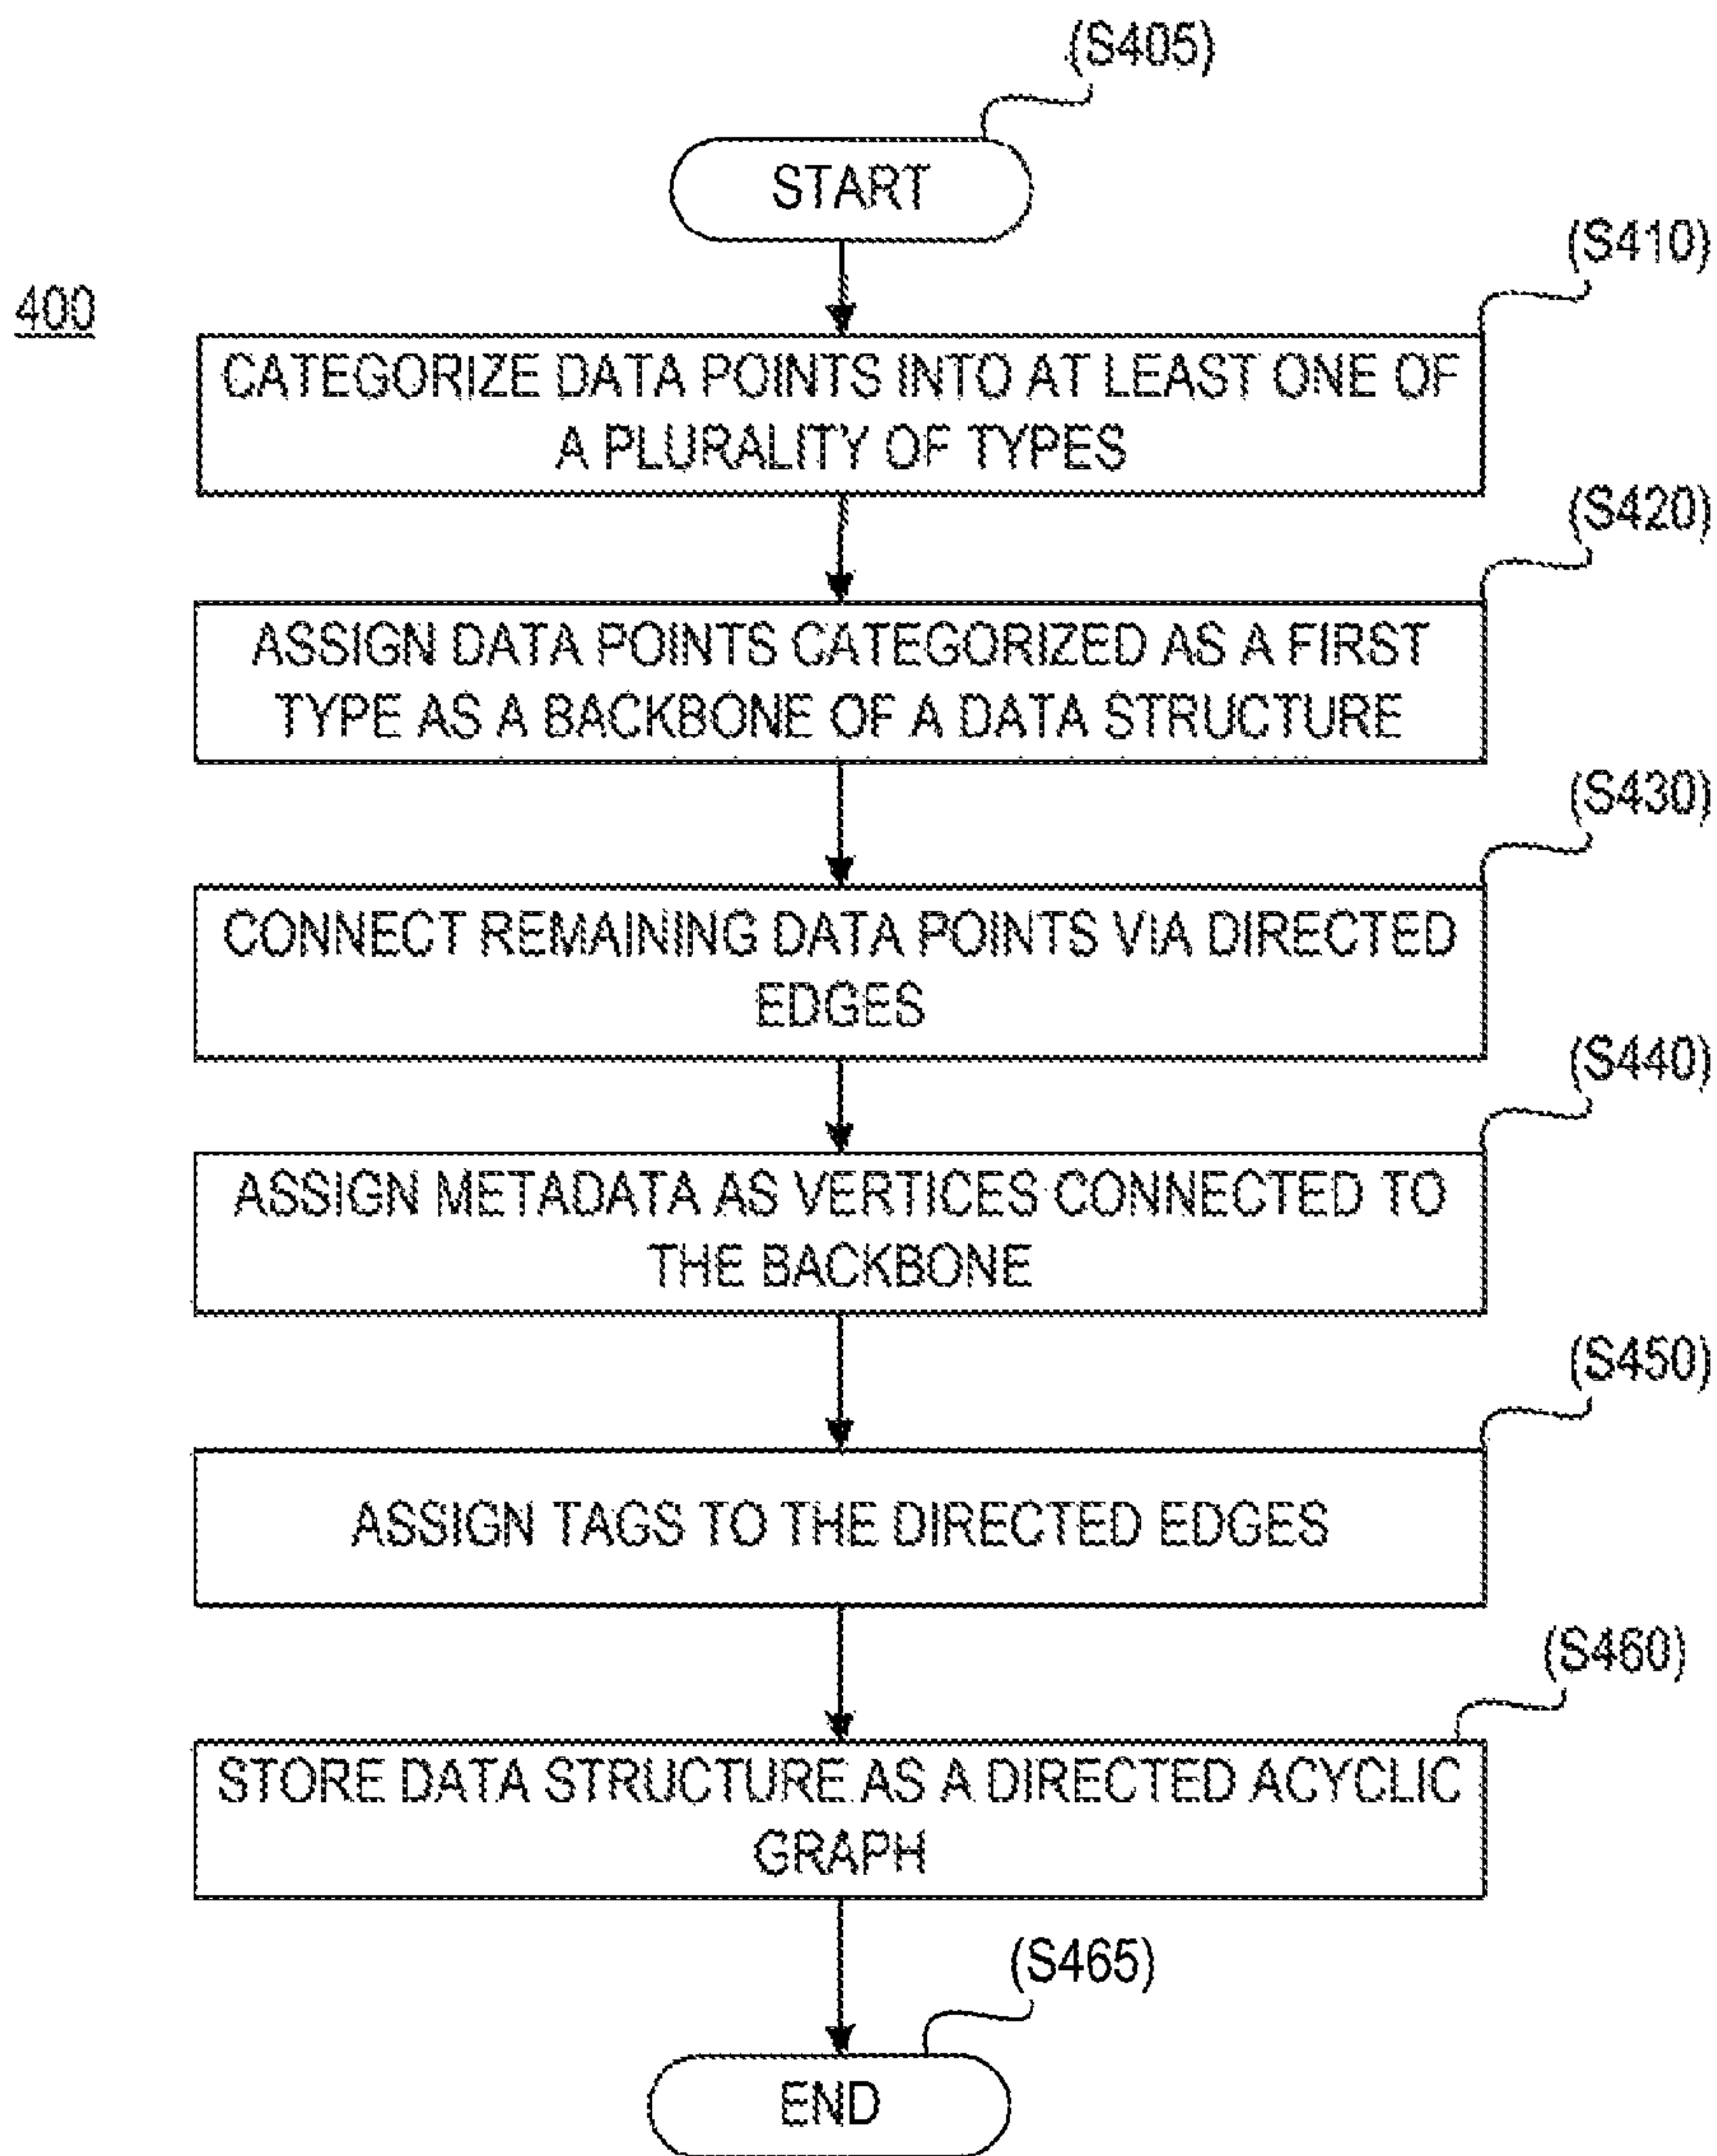 (S405)
START
(S410)
400
CATEGORIZE DATA POINTS INTO AT LEAST ONE OF
A PLURALITY OF TYPES
(S420)
ASSIGN DATA POINTS CATEGORIZED AS A FIRST
TYPE AS A BACKBONE OF A DATA STRUCTURE
(S430)
CONNECT REMAINING DATA POINTS VIA DIRECTED
EDGES
(S440)
ASSIGN METADATA AS VERTICES CONNECTED TO
THE BACKBONE
(S450)
ASSIGN TAGS TO THE DIRECTED EDGES
(S460)
STORE DATA STRUCTURE AS A DIRECTED ACYCLIC
GRAPH
(S465)
END